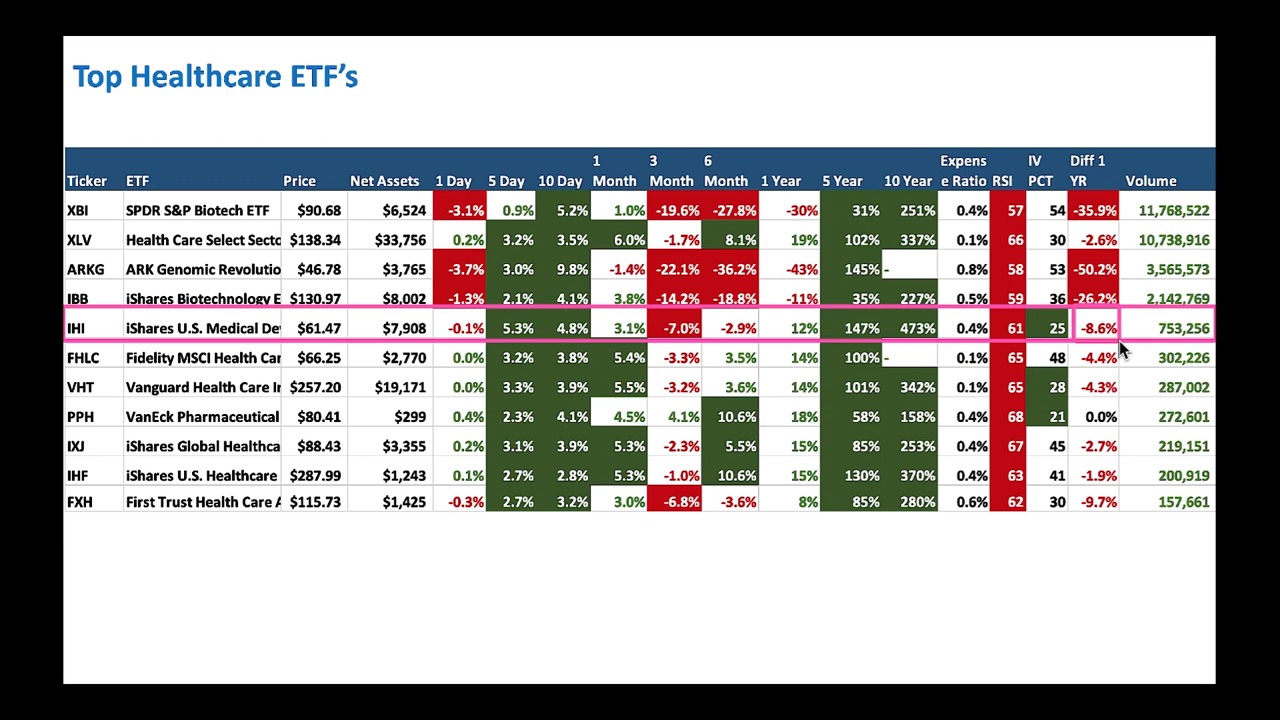 Top Healthcare ETF's
1 3 6 Expens IV Diff 1
Ticker ETF Price Net Assets 1 Day 5 Day 10 Day Month Month Month 1 Year 5 Year 10 Year e Ratio RSI PCT YR Volume
XBI SPDR S&P Biotech ETF $90.68 $6,524 -3.1% 0.9% 5.2% 1.0% -19.6% -27.8% -30% 31% 251% 0.4% 57 54 -35.9% 11,768,522
XLV Health Care Select Secto $138.34 $33,756 0.2% 3.2% 3.5% 6.0% -1.7% 8.1% 19% 102% 337% 0.1% 66 30 -2.6% 10,738,916
ARKG ARK Genomic Revolutio $46.78 $3,765 -3.7% 3.0% 9.8% -1.4% -22.1% -36.2% -43% 145% - 0.8% 58 53 -50.2% 3,565,573
IBB iShares Biotechnology E $130.97 $8,002 -1.3% 2.1% 4.1% 3.8% -14.2% -18.8% -11% 35% 227% 0.5% 59 36 -26.2% 2,142,769
IHI iShares U.S. Medical De $61.47 $7,908 -0.1% 5.3% 4.8% 3.1% -7.0% -2.9% 12% 147% 473% 0.4% 61 25 -8.6% 753,256
FHLC Fidelity MSCI Health Car $66.25 $2,770 0.0% 3.2% 3.8% 5.4% -3.3% 3.5% 14% 100% - 0.1% 65 48 -4.4% 302,226
VHT Vanguard Health Care I $257.20 $19,171 0.0% 3.3% 3.9% 5.5% -3.2% 3.6% 14% 101% 342% 0.1% 65 28 -4.3% 287,002
PPH VanEck Pharmaceutical $80.41 $299 0.4% 2.3% 4.1% 4.5% 4.1% 10.6% 18% 58% 158% 0.4% 68 21 0.0% 272,601
IXJ iShares Global Healthca $88.43 $3,355 0.2% 3.1% 3.9% 5.3% -2.3% 5.5% 15% 85% 253% 0.4% 67 45 -2.7% 219,151
IHF iShares U.S. Healthcare $287.99 $1,243 0.1% 2.7% 2.8% 5.3% -1.0% 10.6% 15% 130% 370% 0.4% 63 41 -1.9% 200,919
FXH First Trust Health Care A $115.73 $1,425 -0.3% 2.7% 3.2% 3.0% -6.8% -3.6% 8% 85% 280% 0.6% 62 30 -9.7% 157,661